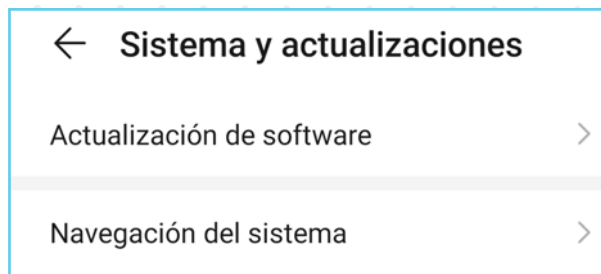 Sistema y actualizaciones
Actualización de software
Navegación del sistema